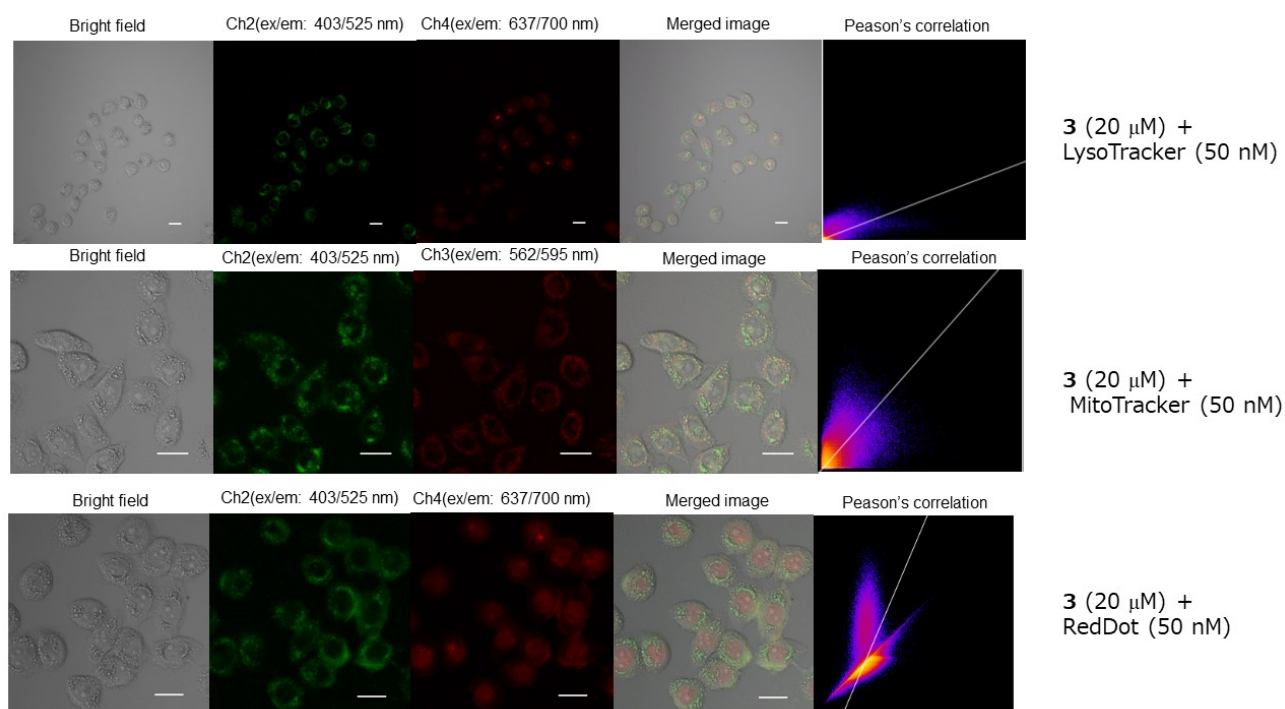 Bright field Ch2(ex/em: 403/525 nm) Ch4(ex/em: 637/700 nm) Merged image Peason's correlation
3 (20 μM) +
LysoTracker (50 nM)
Bright field Ch2(ex/em: 403/525 nm) Ch3(ex/em: 562/595 nm) Merged image Peason's correlation
3 (20 μM) +
MitoTracker (50 nM)
Bright field Ch2(ex/em: 403/525 nm) Ch4(ex/em: 637/700 nm) Merged image Peason's correlation
3 (20 μM) +
RedDot (50 nM)